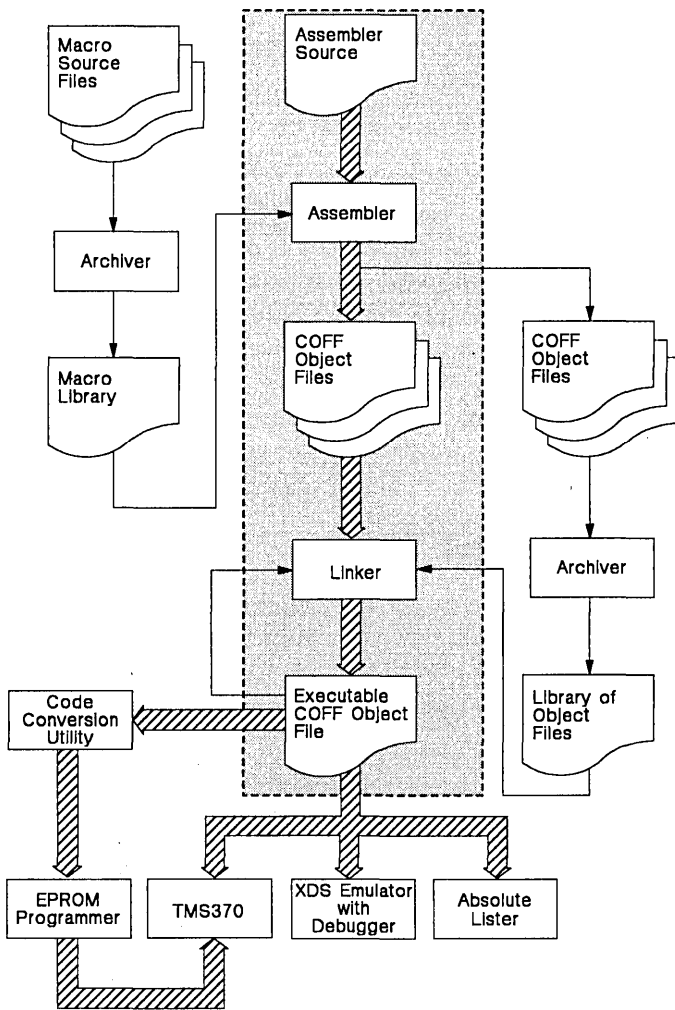 Macro
Source
Files
Assembler
Source
Archiver
Assembler
Macro
Library
COFF
Object
Files
COFF
Object
Files
Linker
Archiver
Code
Conversion
Utility
Executable
COFF Object
File
Library of
Object
Files
EPROM
Programmer
TMS370
XDS Emulator
with
Debugger
Absolute
Lister